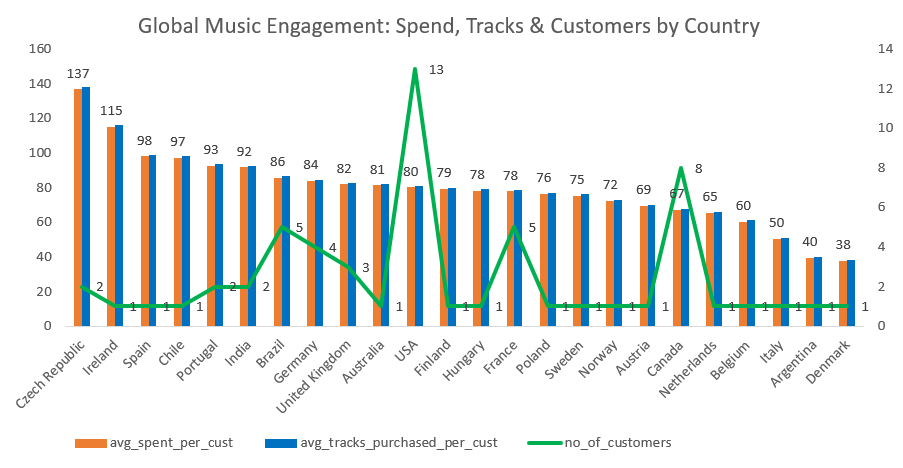 Global Music Engagement: Spend, Tracks & Customers by Country
160
140
120
100
80
60
40
20
0
14
12
10
8
6
4
2
0
137
115
98
97
93
92
86
84
82
81
80
79
78
78
76
75
72
69
67
65
60
50
40
38
2
1
1
1
2
2
5
4
3
1
13
1
1
5
1
1
1
1
8
1
1
1
1
1
Czech Republic
Ireland
Spain
Chile
Portugal
India
Brazil
Germany
United Kingdom
Australia
USA
Finland
Hungary
France
Poland
Sweden
Norway
Austria
Canada
Netherlands
Belgium
Italy
Argentina
Denmark
avg_spent_per_cust
avg_tracks_purchased_per_cust
no_of_customers